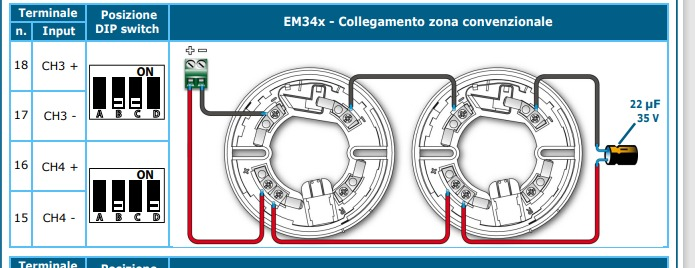 Terminale
Posizione
DIP switch
EM34x - Collegamento zona convenzionale
n.
Input
18
CH3 +
ON
A B C D
17
CH3 -
16
CH4 +
ON
A B C D
15
CH4 -
+ −
22 µF
35 V
Terminale
Posizione